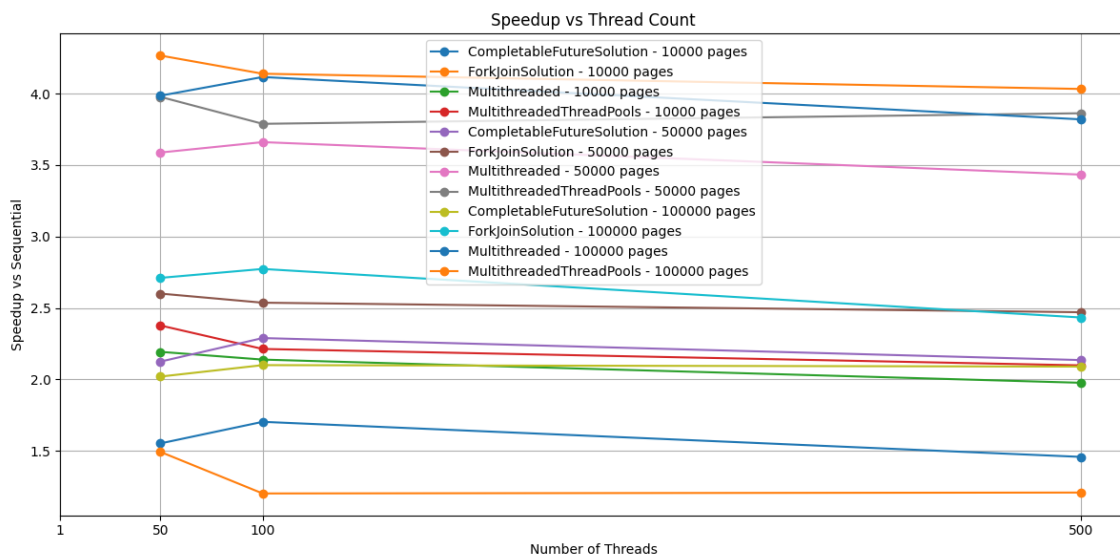 Speedup vs Thread Count
CompletableFutureSolution - 10000 pages
ForkJoinSolution - 10000 pages
Multithreaded - 10000 pages
MultithreadedThreadPools - 10000 pages
CompletableFutureSolution - 50000 pages
ForkJoinSolution - 50000 pages
Multithreaded - 50000 pages
MultithreadedThreadPools - 50000 pages
CompletableFutureSolution - 100000 pages
ForkJoinSolution - 100000 pages
Multithreaded - 100000 pages
MultithreadedThreadPools - 100000 pages
Speedup vs Sequential
4.0
3.5
3.0
2.5
2.0
1.5
1 50 100 500
Number of Threads